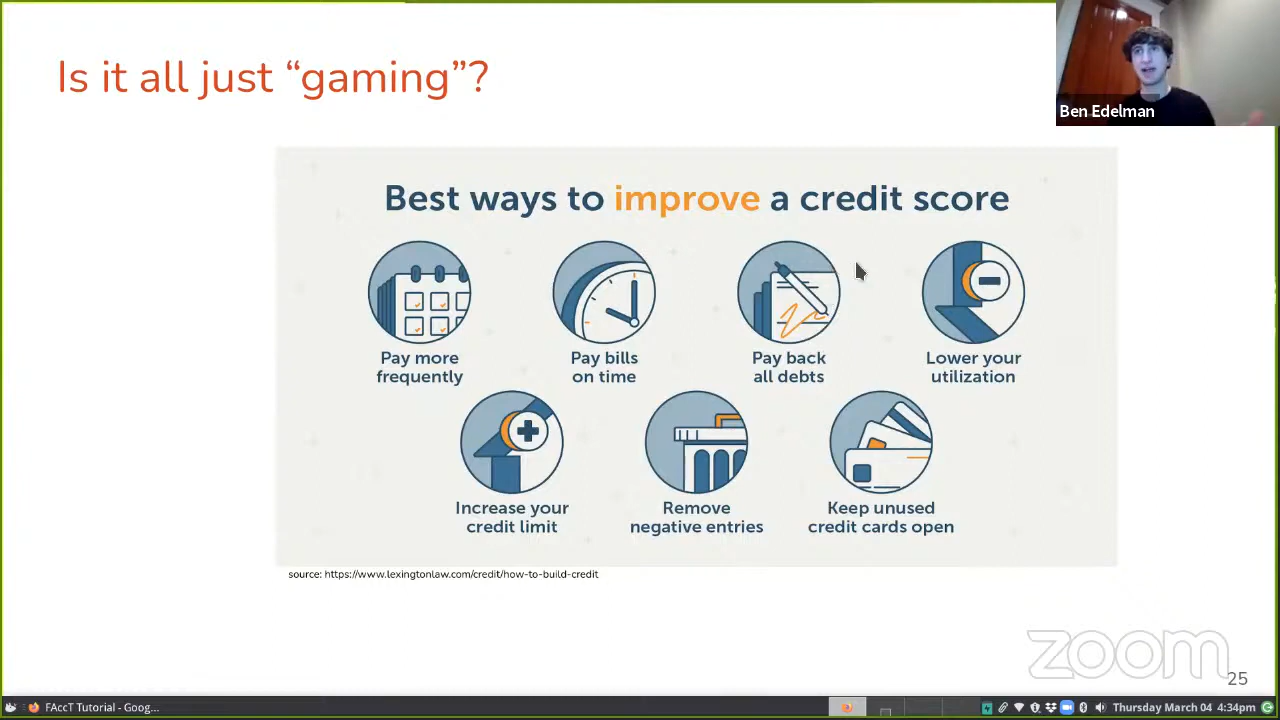 Is it all just “gaming”?
Ben Edelman
Best ways to improve a credit score
Pay more
frequently
Pay bills
on time
Pay back
all debts
Lower your
utilization
Increase your
credit limit
Remove
negative entries
Keep unused
credit cards open
source: https://www.lexingtonlaw.com/credit/how-to-build-credit
zoom
25
FAccT Tutorial - Goog...
Thursday March 04 4:34pm